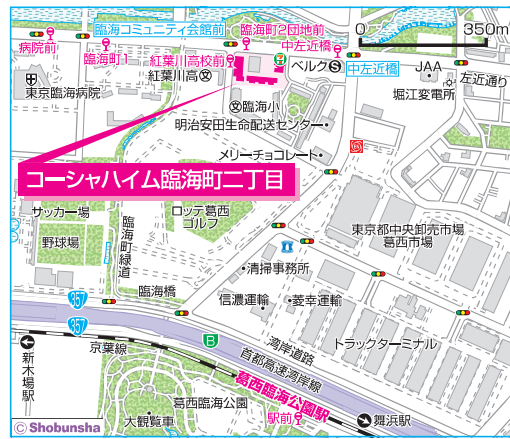 臨海コミュニティ会館前
臨海町2団地前
中左近橋
0 350m
病院前
臨海町1
紅葉川高校前
紅葉川高
ベルク
S
中左近橋
JAA
左近通り
堀江変電所
東京臨海病院
臨海小
明治安田生命配送センター
メリーチョコレート
コーシャハイム臨海町二丁目
サッカー場
臨海町緑道
ロッテ葛西
ゴルフ
野球場
東京都中央卸売市場
葛西市場
清掃事務所
臨海橋
信濃運輸
菱幸運輸
357
357
B
湾岸道路
トラックターミナル
京葉線
首都高速湾岸線
新木場駅
葛西臨海公園駅
葛西臨海公園
大観覧車
駅前
舞浜駅
© Shobunsha